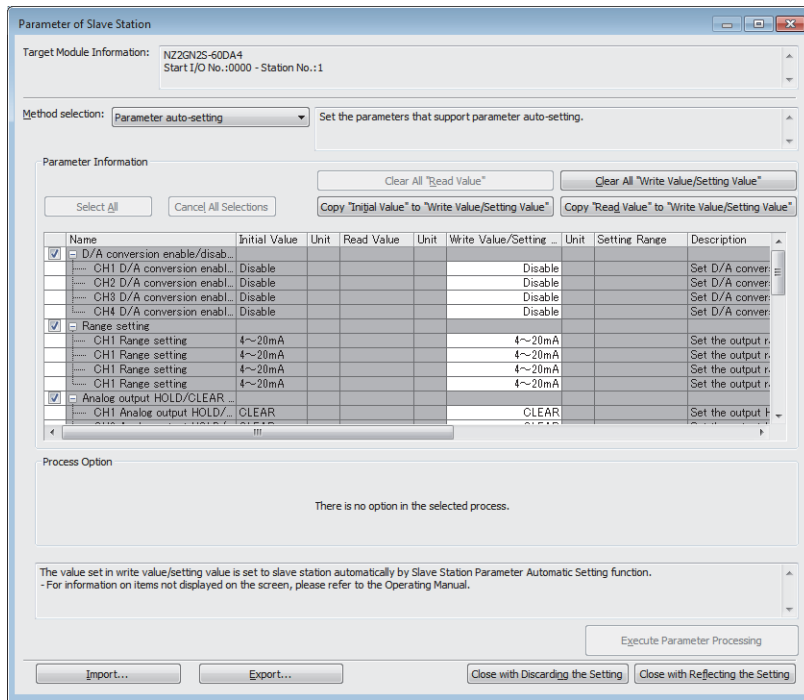 Parameter of Slave Station
Target Module Information:
NZ2GN2S-60DA4
Start I/O No.:0000 - Station No.:1
Method selection:
Parameter auto-setting
Set the parameters that support parameter auto-setting.
Parameter Information
Clear All "Read Value"
Clear All "Write Value/Setting Value"
Select All
Cancel All Selections
Copy "Initial Value" to "Write Value/Setting Value"
Copy "Read Value" to "Write Value/Setting Value"
Name Initial Value Unit Read Value Unit Write Value/Setting ... Unit Setting Range Description
D/A conversion enable/disab...
CH1 D/A conversion enabl... Disable Disable Set D/A conver
CH2 D/A conversion enabl... Disable Disable Set D/A conver
CH3 D/A conversion enabl... Disable Disable Set D/A conver
CH4 D/A conversion enabl... Disable Disable Set D/A conver
Range setting
CH1 Range setting 4～20mA 4～20mA Set the output r
CH1 Range setting 4～20mA 4～20mA Set the output r
CH1 Range setting 4～20mA 4～20mA Set the output r
CH1 Range setting 4～20mA 4～20mA Set the output r
Analog output HOLD/CLEAR ...
CH1 Analog output HOLD/... CLEAR CLEAR Set the output H
Process Option
There is no option in the selected process.
The value set in write value/setting value is set to slave station automatically by Slave Station Parameter Automatic Setting function.
- For information on items not displayed on the screen, please refer to the Operating Manual.
Execute Parameter Processing
Import...
Export...
Close with Discarding the Setting
Close with Reflecting the Setting